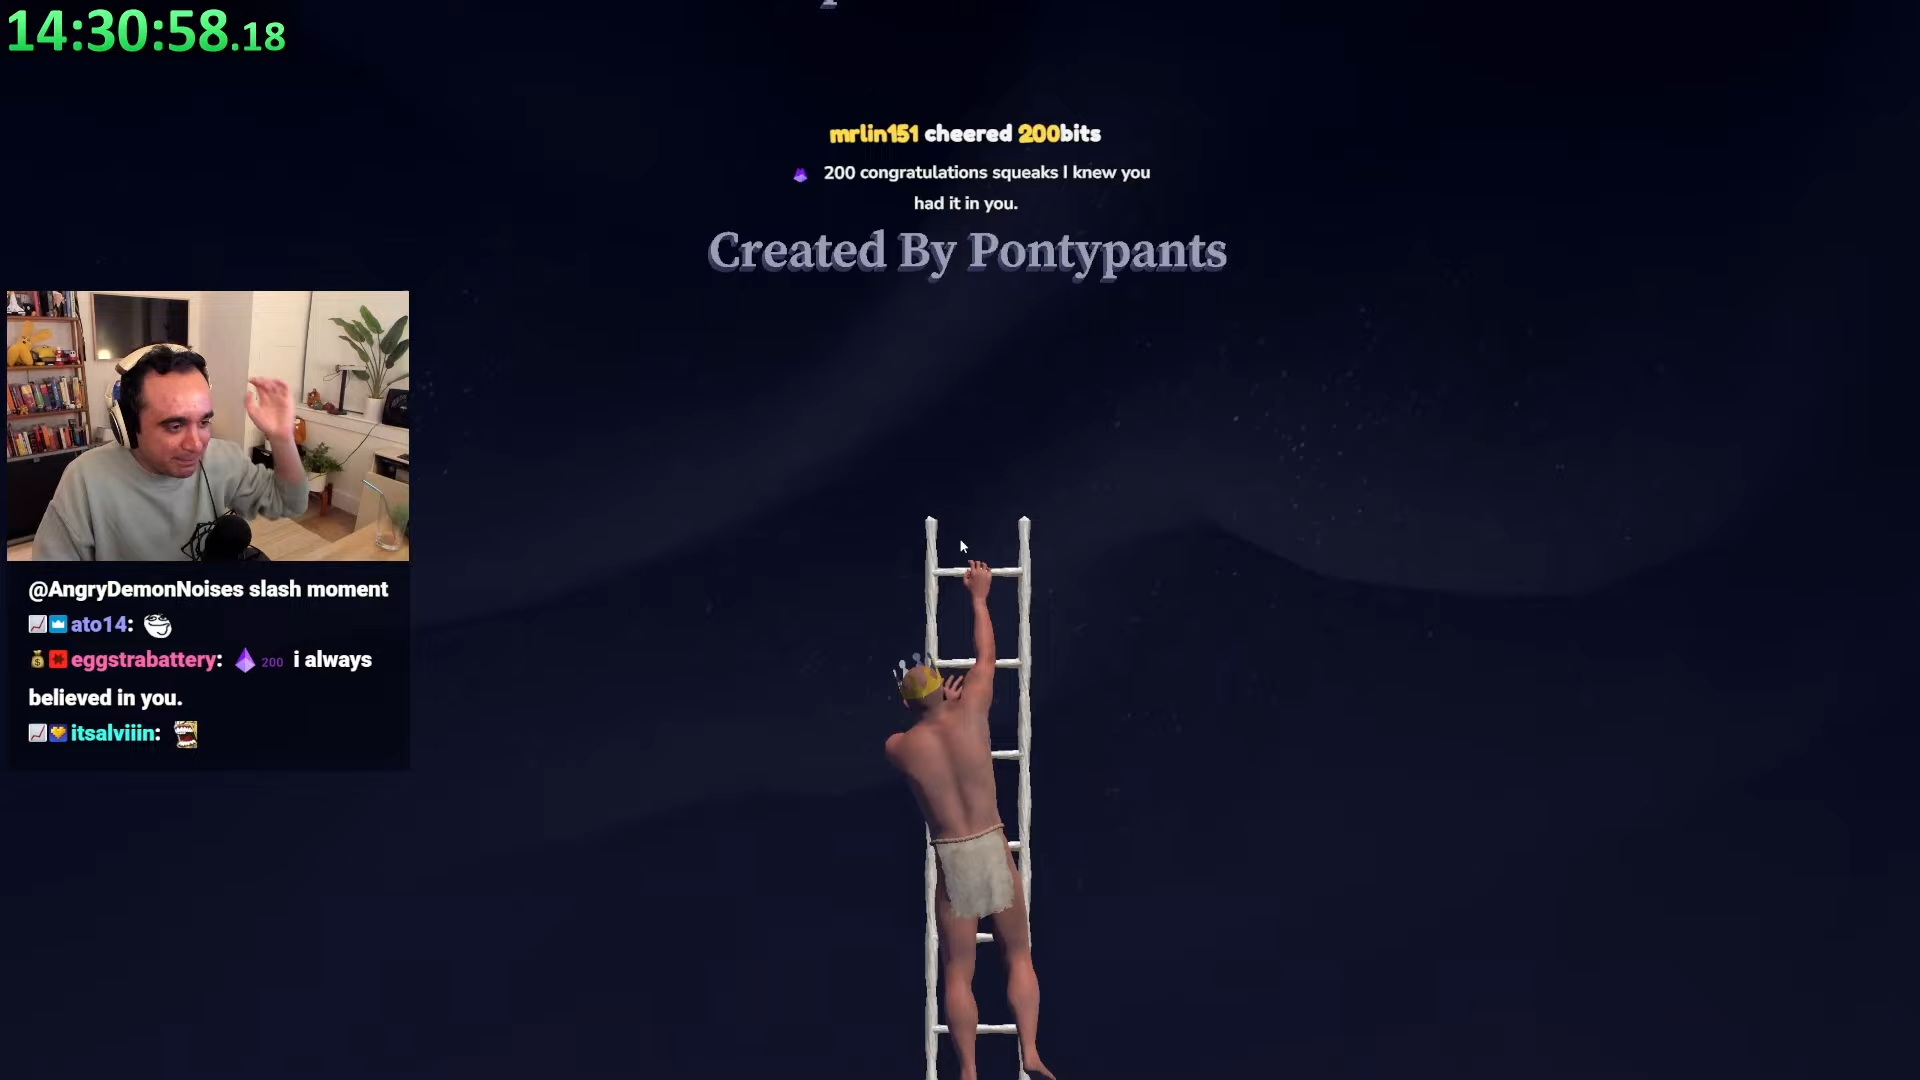 14:30:58.18
mrlin151 cheered 200bits
200 congratulations squeaks I knew you
had it in you.
Created By Pontypants
@AngryDemonNoises slash moment
ato14:
eggstrabattery: 200 i always
believed in you.
itsalviiin: